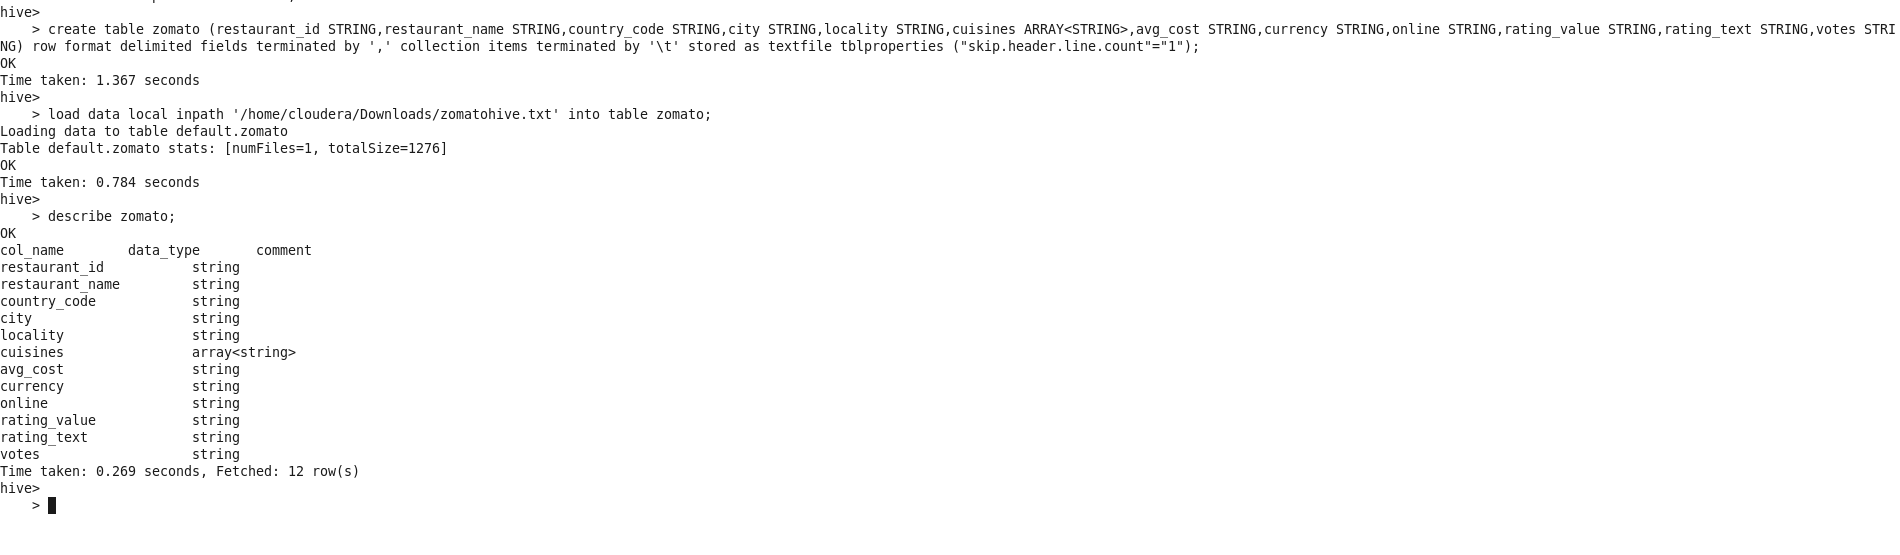 hive>
    > create table zomato (restaurant_id STRING,restaurant_name STRING,country_code STRING,city STRING,locality STRING,cuisines ARRAY<STRING>,avg_cost STRING,currency STRING,online STRING,rating_value STRING,rating_text STRING,votes STRI
NG) row format delimited fields terminated by ',' collection items terminated by '\t' stored as textfile tblproperties ("skip.header.line.count"="1");
OK
Time taken: 1.367 seconds
hive>
    > load data local inpath '/home/cloudera/Downloads/zomatohive.txt' into table zomato;
Loading data to table default.zomato
Table default.zomato stats: [numFiles=1, totalSize=1276]
OK
Time taken: 0.784 seconds
hive>
    > describe zomato;
OK
col_name        data_type       comment
restaurant_id           string
restaurant_name         string
country_code            string
city                    string
locality                string
cuisines                array<string>
avg_cost                string
currency                string
online                  string
rating_value            string
rating_text             string
votes                   string
Time taken: 0.269 seconds, Fetched: 12 row(s)
hive>
    >